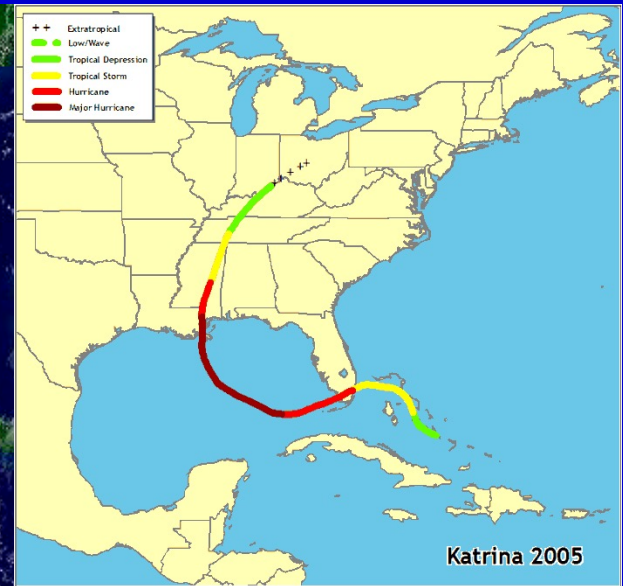 ++ Extratropical
Low/Wave
Tropical Depression
Tropical Storm
Hurricane
Major Hurricane
Katrina 2005